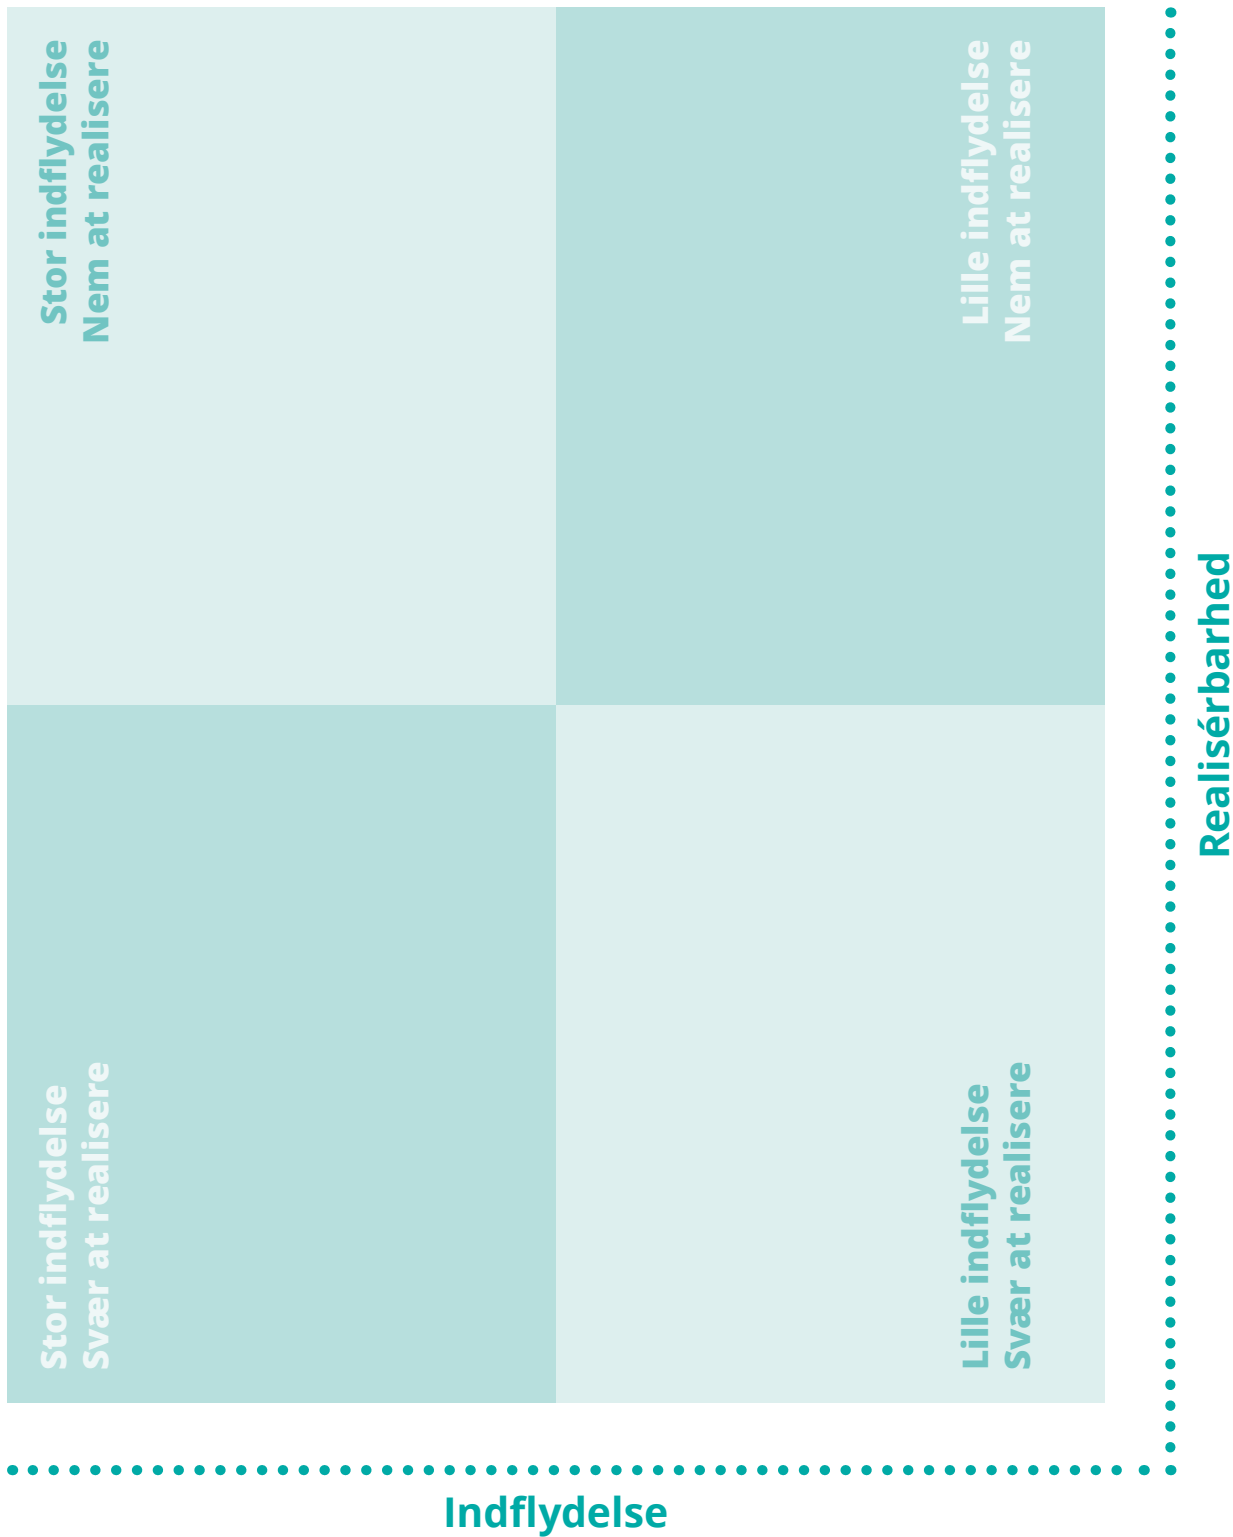 Stor indflydelse
Nem at realisere
Lille indflydelse
Nem at realisere
Realisérbarhed
Stor indflydelse
Svær at realisere
Lille indflydelse
Svær at realisere
Indflydelse